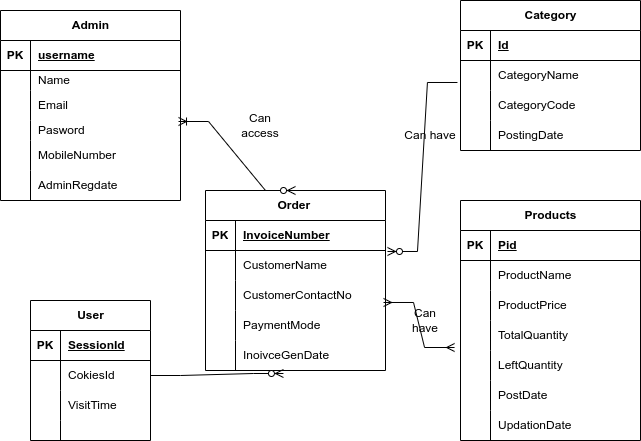 Admin
PK username
Name
Email
Pasword
MobileNumber
AdminRegdate
Category
PK Id
CategoryName
CategoryCode
PostingDate
Can
access
Can have
Order
PK InvoiceNumber
CustomerName
CustomerContactNo
PaymentMode
InoivceGenDate
Products
PK Pid
ProductName
ProductPrice
TotalQuantity
LeftQuantity
PostDate
UpdationDate
Can
have
User
PK SessionId
CokiesId
VisitTime